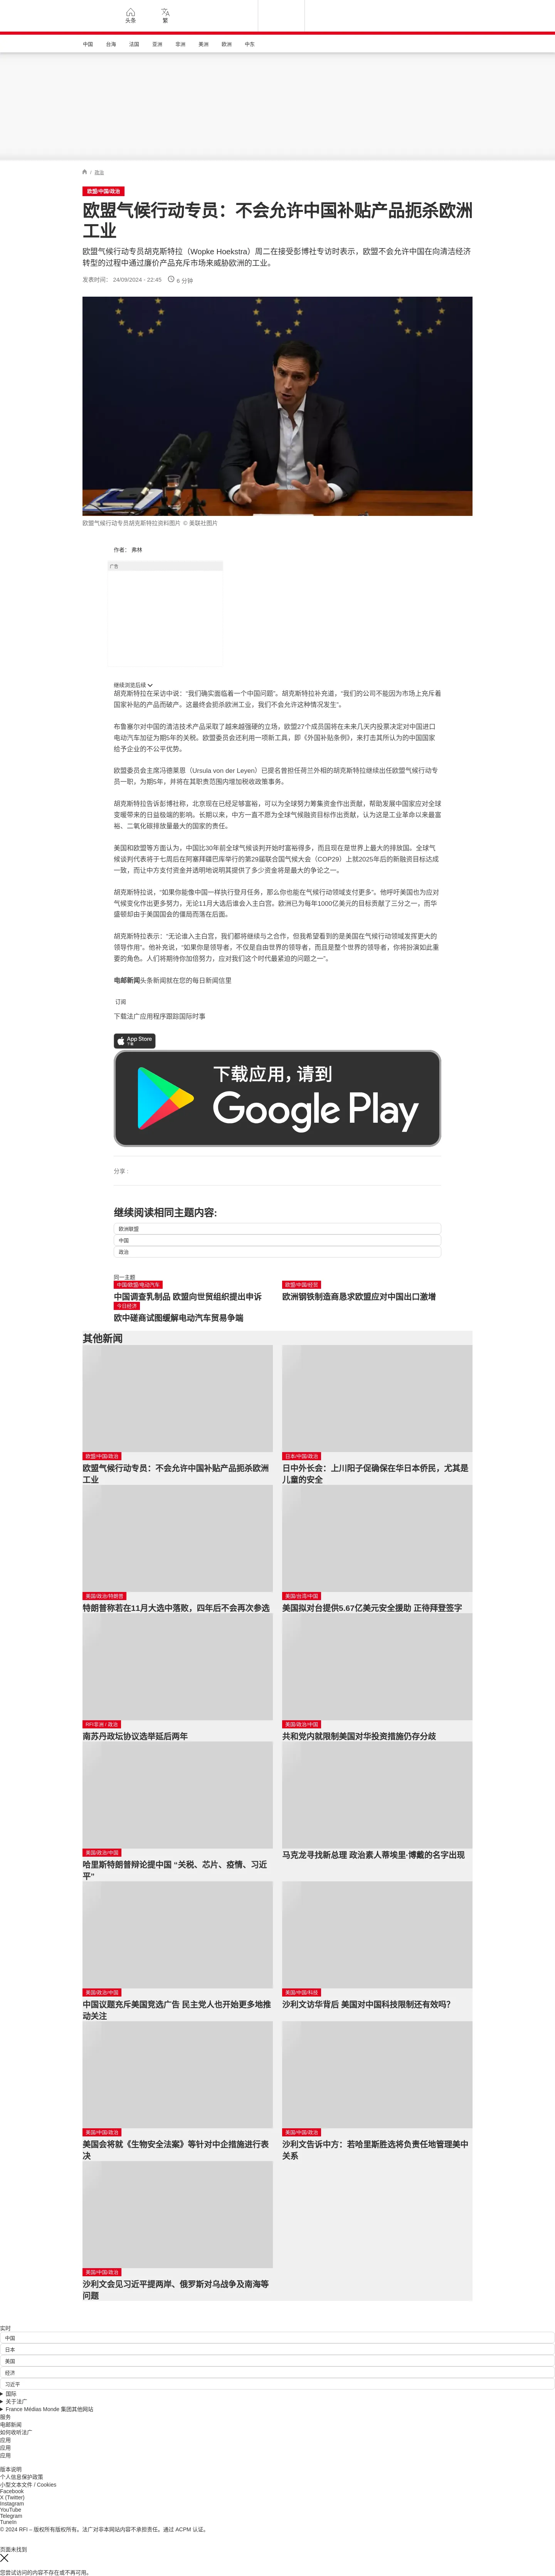 头条
繁
中国
台海
法国
亚洲
非洲
美洲
欧洲
中东
/ 政治
欧盟/中国/政治
欧盟气候行动专员：不会允许中国补贴产品扼杀欧洲
工业
欧盟气候行动专员胡克斯特拉（Wopke Hoekstra）周二在接受彭博社专访时表示，欧盟不会允许中国在向清洁经济
转型的过程中通过廉价产品充斥市场来威胁欧洲的工业。
发表时间： 24/09/2024 - 22:45
6 分钟
欧盟气候行动专员胡克斯特拉资料图片 © 美联社图片
作者： 弗林
广告
继续浏览后续
胡克斯特拉在采访中说：“我们确实面临着一个中国问题”。胡克斯特拉补充道，“我们的公司不能因为市场上充斥着
国家补贴的产品而破产。这最终会扼杀欧洲工业，我们不会允许这种情况发生”。
布鲁塞尔对中国的清洁技术产品采取了越来越强硬的立场，欧盟27个成员国将在未来几天内投票决定对中国进口
电动汽车加征为期5年的关税。欧盟委员会还利用一项新工具，即《外国补贴条例》，来打击其所认为的中国国家
给予企业的不公平优势。
欧盟委员会主席冯德莱恩（Ursula von der Leyen）已提名曾担任荷兰外相的胡克斯特拉继续出任欧盟气候行动专
员一职，为期5年，并将在其职责范围内增加税收政策事务。
胡克斯特拉告诉彭博社称，北京现在已经足够富裕，可以为全球努力筹集资金作出贡献，帮助发展中国家应对全球
变暖带来的日益极端的影响。长期以来，中方一直不愿为全球气候融资目标作出贡献，认为这是工业革命以来最富
裕、二氧化碳排放量最大的国家的责任。
美国和欧盟等方面认为，中国比30年前全球气候谈判开始时富裕得多，而且现在是世界上最大的排放国。全球气
候谈判代表将于七周后在阿塞拜疆巴库举行的第29届联合国气候大会（COP29）上就2025年后的新融资目标达成
一致，而让中方支付资金并透明地说明其提供了多少资金将是最大的争论之一。
胡克斯特拉说，“如果你能像中国一样执行登月任务，那么你也能在气候行动领域支付更多”。他呼吁美国也为应对
气候变化作出更多努力，无论11月大选后谁会入主白宫。欧洲已为每年1000亿美元的目标贡献了三分之一，而华
盛顿却由于美国国会的僵局而落在后面。
胡克斯特拉表示：“无论谁入主白宫，我们都将继续与之合作，但我希望看到的是美国在气候行动领域发挥更大的
领导作用”。他补充说，“如果你是领导者，不仅是自由世界的领导者，而且是整个世界的领导者，你将扮演如此重
要的角色。人们将期待你加倍努力，应对我们这个时代最紧迫的问题之一”。
电邮新闻头条新闻就在您的每日新闻信里
订阅
下载法广应用程序跟踪国际时事
App Store
下载
下载应用，请到
Google Play
分享 :
继续阅读相同主题内容:
欧洲联盟
中国
政治
同一主题
中国/欧盟/电动汽车
中国调查乳制品 欧盟向世贸组织提出申诉
欧盟/中国/经贸
欧洲钢铁制造商恳求欧盟应对中国出口激增
今日经济
欧中磋商试图缓解电动汽车贸易争端
其他新闻
欧盟/中国/政治
欧盟气候行动专员：不会允许中国补贴产品扼杀欧洲
工业
日本/中国/政治
日中外长会：上川阳子促确保在华日本侨民，尤其是
儿童的安全
美国/政治/特朗普
特朗普称若在11月大选中落败，四年后不会再次参选
美国/台湾/中国
美国拟对台提供5.67亿美元安全援助 正待拜登签字
RFI非洲 / 政治
南苏丹政坛协议选举延后两年
美国/政治/中国
共和党内就限制美国对华投资措施仍存分歧
美国/政治/中国
哈里斯特朗普辩论提中国 “关税、芯片、疫情、习近
平”
马克龙寻找新总理 政治素人蒂埃里·博戴的名字出现
美国/政治/中国
中国议题充斥美国竞选广告 民主党人也开始更多地推
动关注
美国/中国/科技
沙利文访华背后 美国对中国科技限制还有效吗？
美国/中国/政治
美国会将就《生物安全法案》等针对中企措施进行表
决
美国/中国/政治
沙利文告诉中方：若哈里斯胜选将负责任地管理美中
关系
美国/中国/政治
沙利文会见习近平提两岸、俄罗斯对乌战争及南海等
问题
实时
中国
日本
美国
经济
习近平
国际
关于法广
France Médias Monde 集团其他网站
服务
电邮新闻
如何收听法广
应用
应用
应用
版本说明
个人信息保护政策
小型文本文件 / Cookies
Facebook
X (Twitter)
Instagram
YouTube
Telegram
TuneIn
© 2024 RFI – 版权所有版权所有。法广对非本网站内容不承担责任。通过 ACPM 认证。
页面未找到
您尝试访问的内容不存在或不再可用。